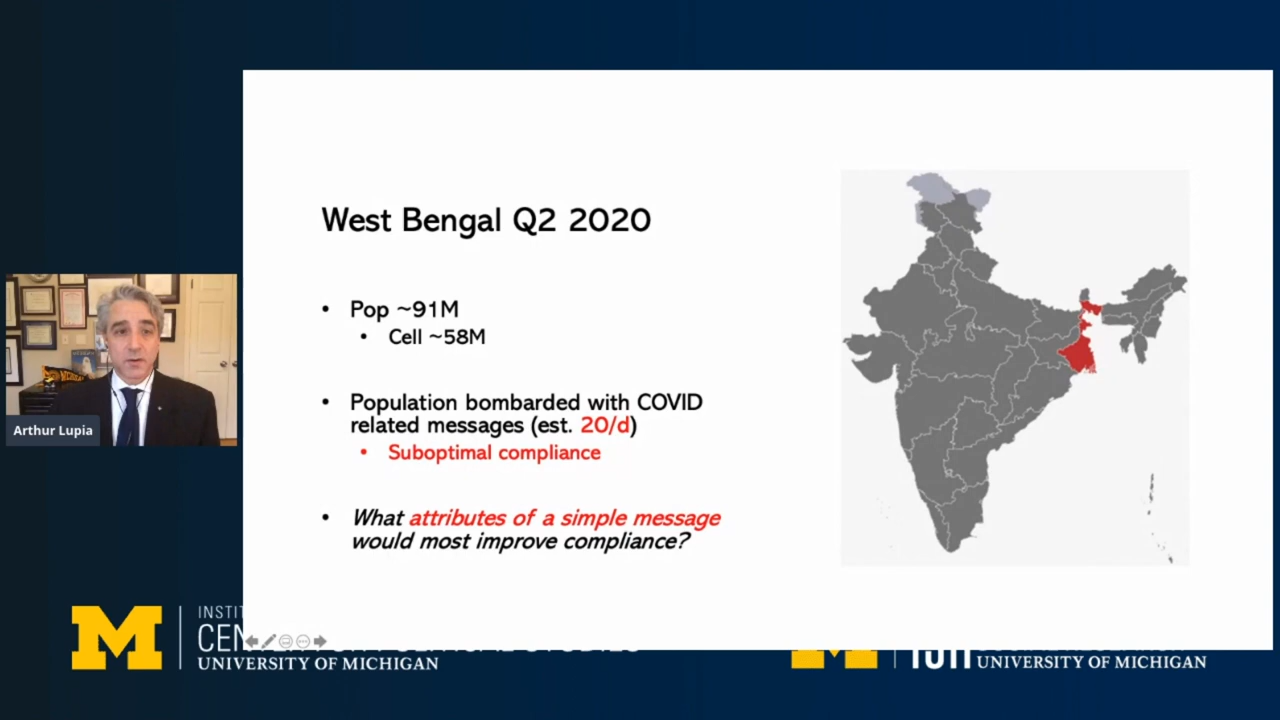 West Bengal Q2 2020
• Pop ~91M
• Cell ~58M
• Population bombarded with COVID
related messages (est. 20/d)
• Suboptimal compliance
• What attributes of a simple message
would most improve compliance?
Arthur Lupia
M
UNIVERSITY OF MICHIGAN
UNIVERSITY OF MICHIGAN